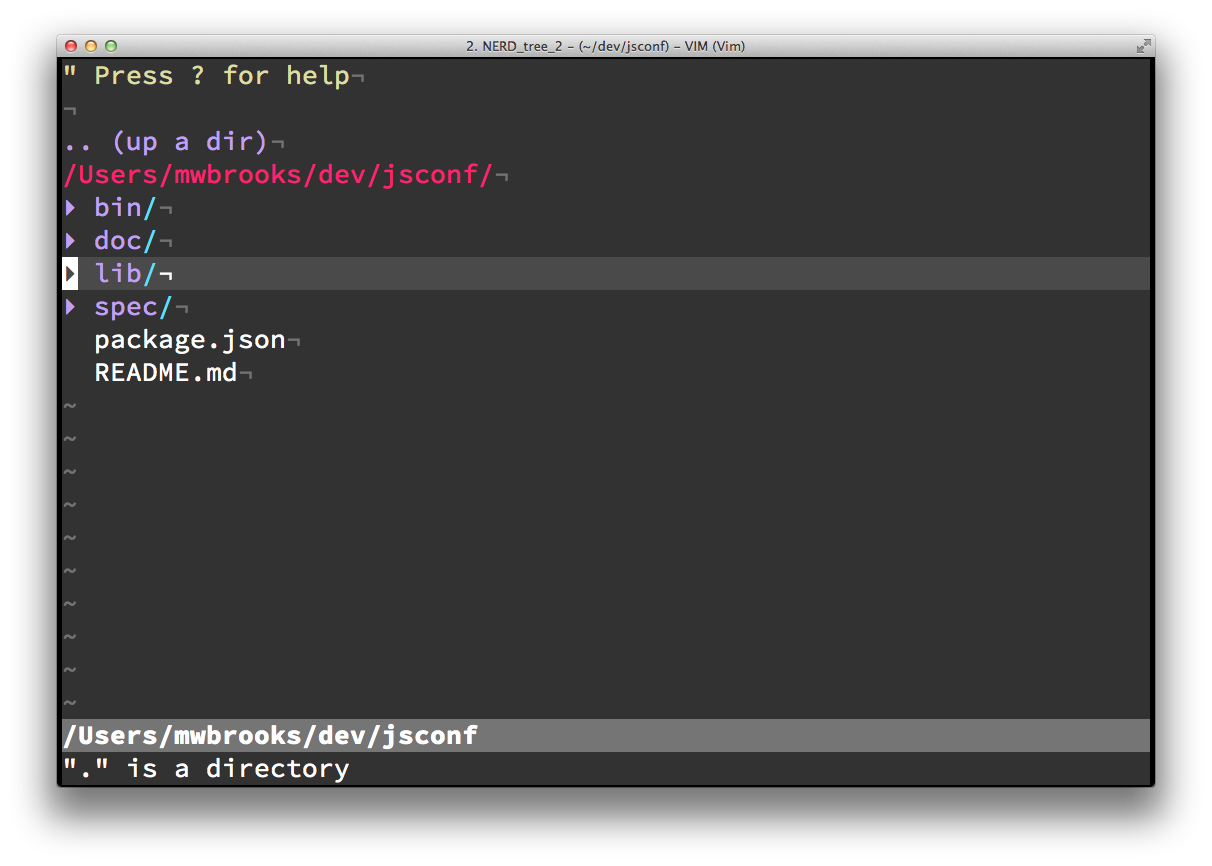 2. NERD_tree_2 – (~/dev/jsconf) – VIM (Vim)
" Press ? for help¬
¬
.. (up a dir)¬
/Users/mwbrooks/dev/jsconf/¬
▸ bin/¬
▸ doc/¬
▸ lib/¬
▸ spec/¬
package.json¬
README.md¬
~
~
~
~
~
~
~
~
~
~
/Users/mwbrooks/dev/jsconf
"." is a directory